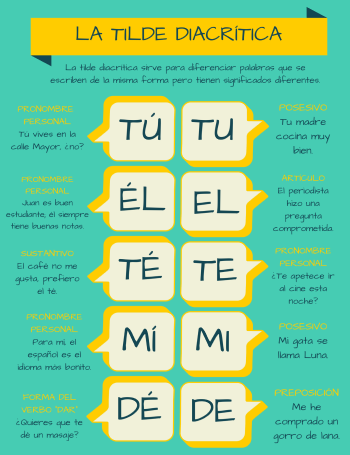 LA TILDE DIACRÍTICA
La tilde diacrítica sirve para diferenciar palabras que se
escriben de la misma forma pero tienen significados diferentes.
PRONOMBRE
PERSONAL
Tú vives en la
calle Mayor, ¿no?
TÚ
TU
POSESIVO
Tu madre
cocina muy
bien.
PRONOMBRE
PERSONAL
Juan es buen
estudiante, él siempre
tiene buenas notas.
ÉL
EL
ARTÍCULO
El periodista
hizo una
pregunta
comprometida.
SUSTANTIVO
El café no me
gusta, prefiero
el té.
TÉ
TE
PRONOMBRE
PERSONAL
¿Te apetece ir
al cine esta
noche?
PRONOMBRE
PERSONAL
Para mí, el
español es el
idioma más bonito.
MÍ
MI
POSESIVO
Mi gata se
llama Luna.
FORMA DEL
VERBO "DAR"
¿Quieres que te
dé un masaje?
DÉ
DE
PREPOSICIÓN
Me he
comprado un
gorro de lana.